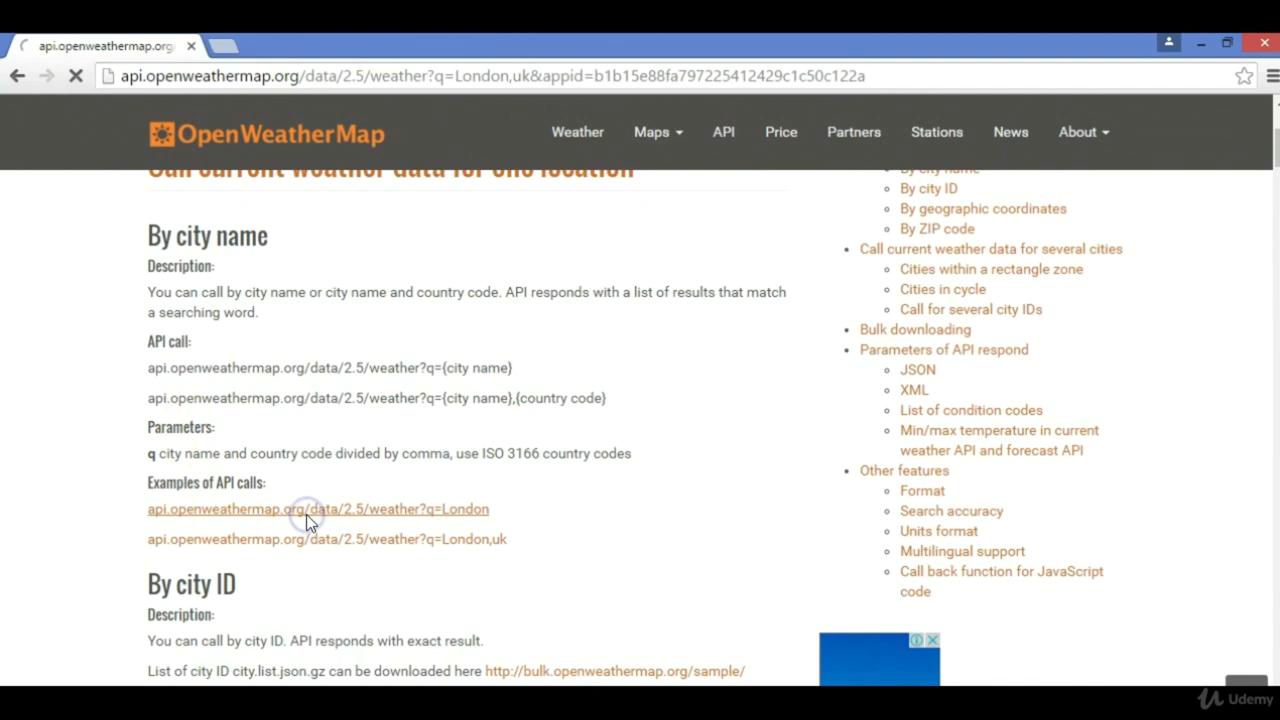 api.openweathermap.org
api.openweathermap.org/data/2.5/weather?q=London,uk&appid=b1b15e88fa797225412429c1c50c122a
OpenWeatherMap
Weather Maps API Price Partners Stations News About
Call current weather data for one location
By city name
Description:
You can call by city name or city name and country code. API responds with a list of results that match
a searching word.
API call:
api.openweathermap.org/data/2.5/weather?q={city name}
api.openweathermap.org/data/2.5/weather?q={city name},{country code}
Parameters:
q city name and country code divided by comma, use ISO 3166 country codes
Examples of API calls:
api.openweathermap.org/data/2.5/weather?q=London
api.openweathermap.org/data/2.5/weather?q=London,uk
By city ID
Description:
You can call by city ID. API responds with exact result.
List of city ID city.list.json.gz can be downloaded here http://bulk.openweathermap.org/sample/
By city name
By city ID
By geographic coordinates
By ZIP code
Call current weather data for several cities
Cities within a rectangle zone
Cities in cycle
Call for several city IDs
Bulk downloading
Parameters of API respond
JSON
XML
List of condition codes
Min/max temperature in current
weather API and forecast API
Other features
Format
Search accuracy
Units format
Multilingual support
Call back function for JavaScript
code
Udemy